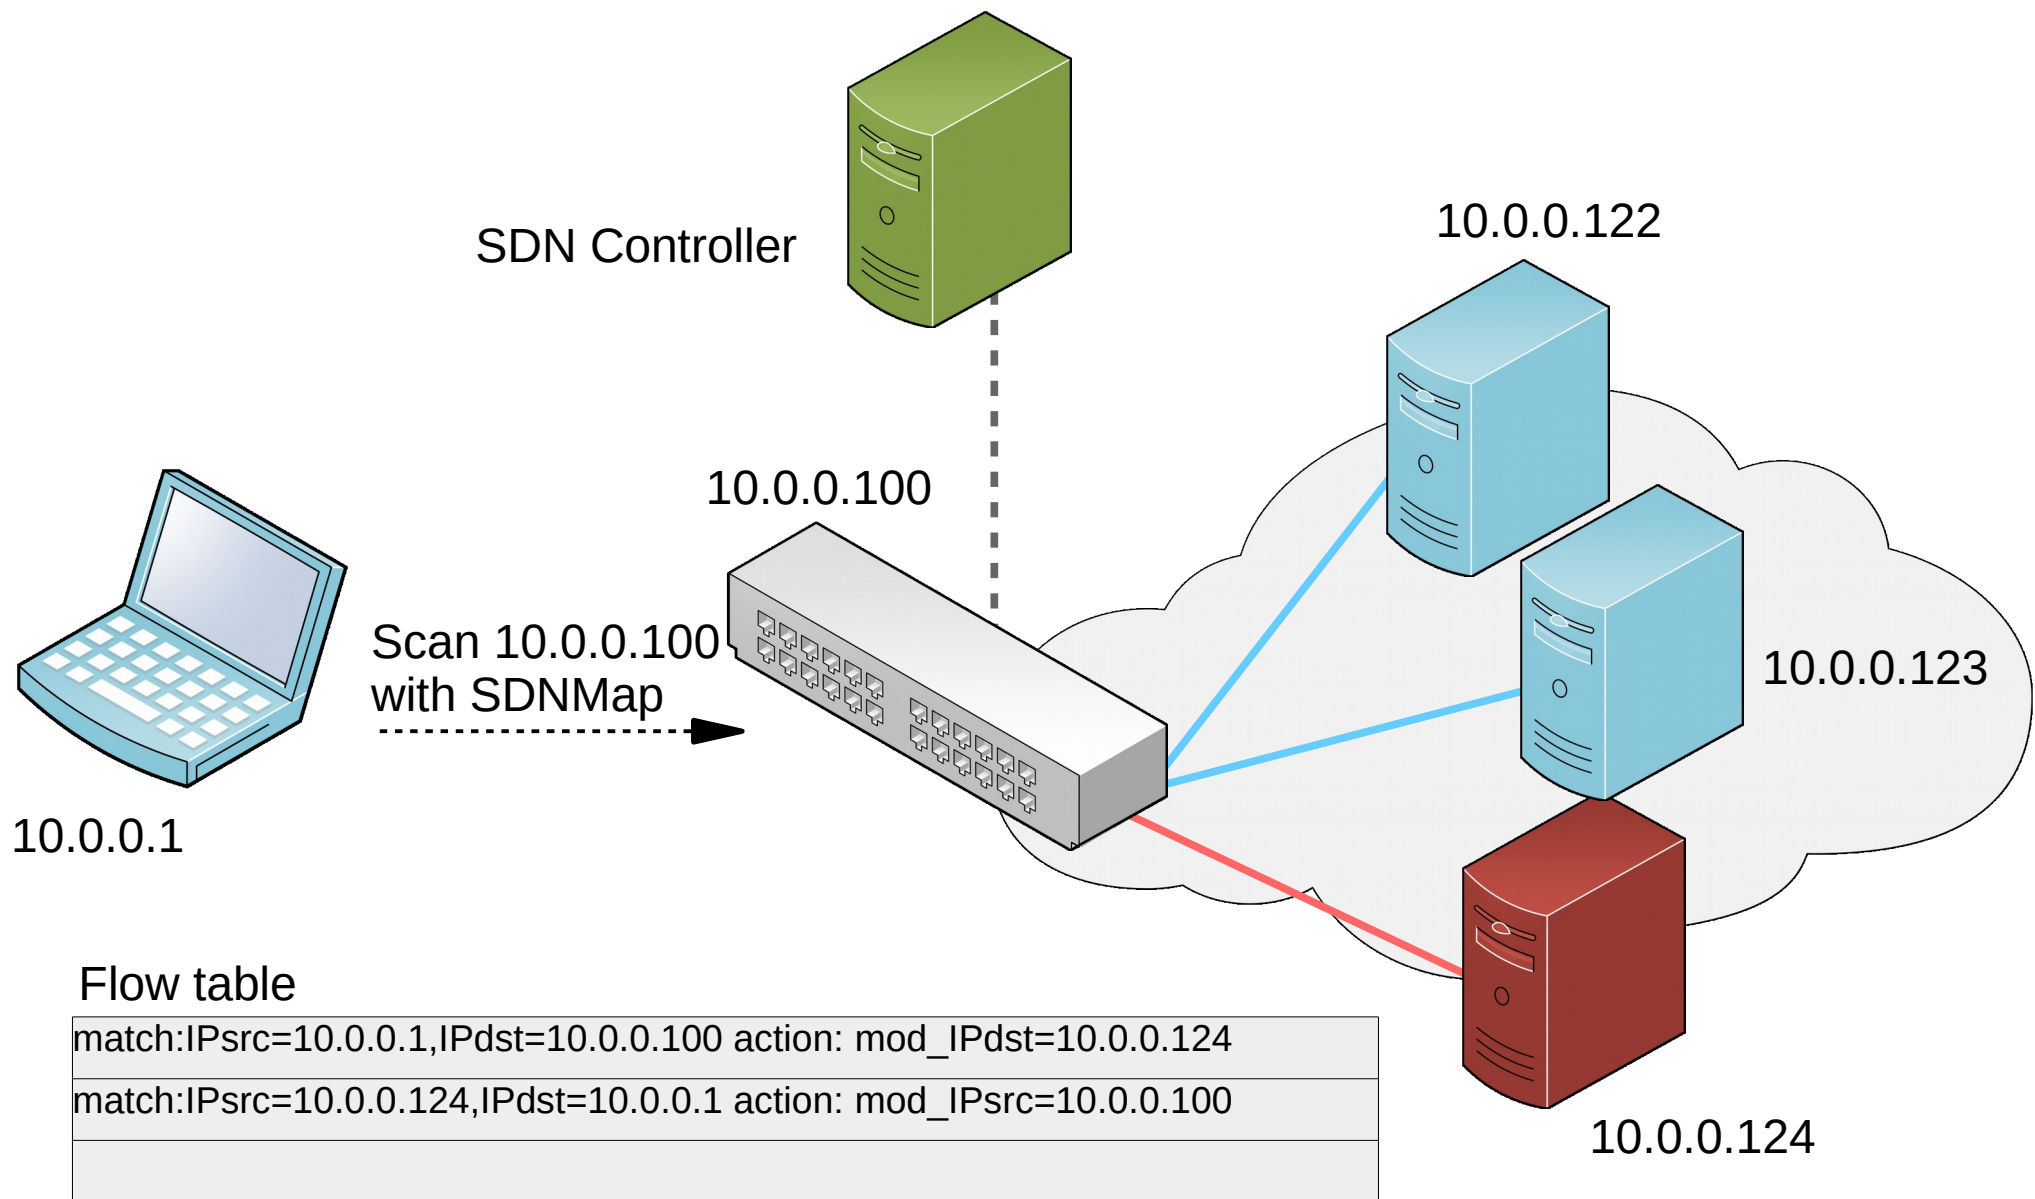 SDN Controller
10.0.0.122
10.0.0.100
Scan 10.0.0.100
with SDNMap
10.0.0.123
10.0.0.1
Flow table
match:IPsrc=10.0.0.1,IPdst=10.0.0.100 action: mod_IPdst=10.0.0.124
match:IPsrc=10.0.0.124,IPdst=10.0.0.1 action: mod_IPsrc=10.0.0.100
10.0.0.124